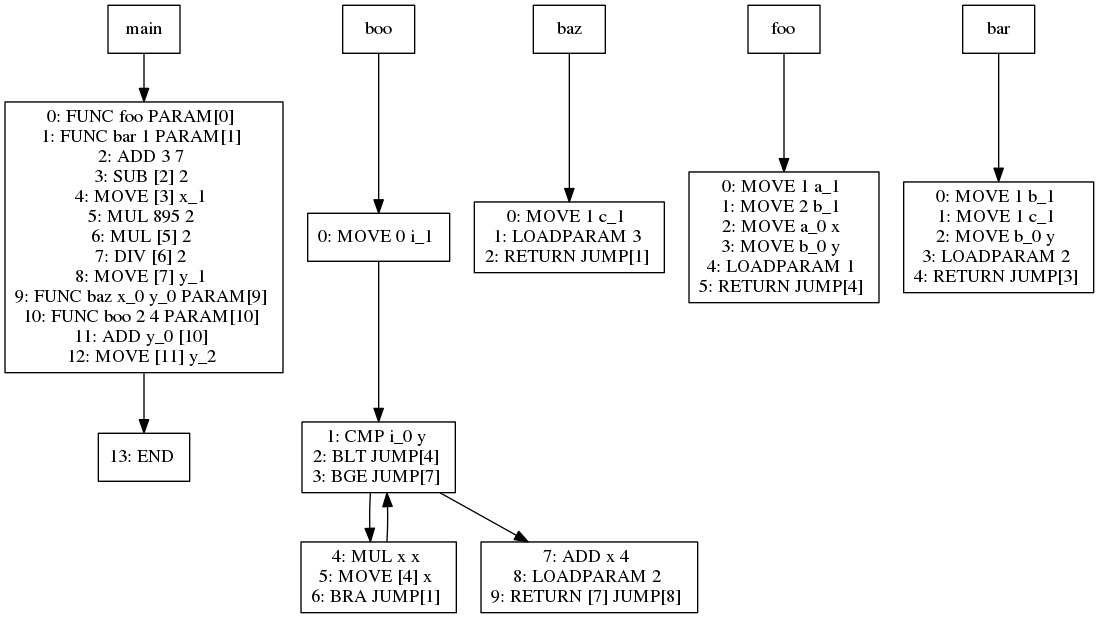 main
boo
baz
foo
bar
0: FUNC foo PARAM[0]
1: FUNC bar 1 PARAM[1]
2: ADD 3 7
3: SUB [2] 2
4: MOVE [3] x_1
5: MUL 895 2
6: MUL [5] 2
7: DIV [6] 2
8: MOVE [7] y_1
9: FUNC baz x_0 y_0 PARAM[9]
10: FUNC boo 2 4 PARAM[10]
11: ADD y_0 [10]
12: MOVE [11] y_2
13: END
0: MOVE 0 i_1
1: CMP i_0 y
2: BLT JUMP[4]
3: BGE JUMP[7]
4: MUL x x
5: MOVE [4] x
6: BRA JUMP[1]
7: ADD x 4
8: LOADPARAM 2
9: RETURN [7] JUMP[8]
0: MOVE 1 c_1
1: LOADPARAM 3
2: RETURN JUMP[1]
0: MOVE 1 a_1
1: MOVE 2 b_1
2: MOVE a_0 x
3: MOVE b_0 y
4: LOADPARAM 1
5: RETURN JUMP[4]
0: MOVE 1 b_1
1: MOVE 1 c_1
2: MOVE b_0 y
3: LOADPARAM 2
4: RETURN JUMP[3]